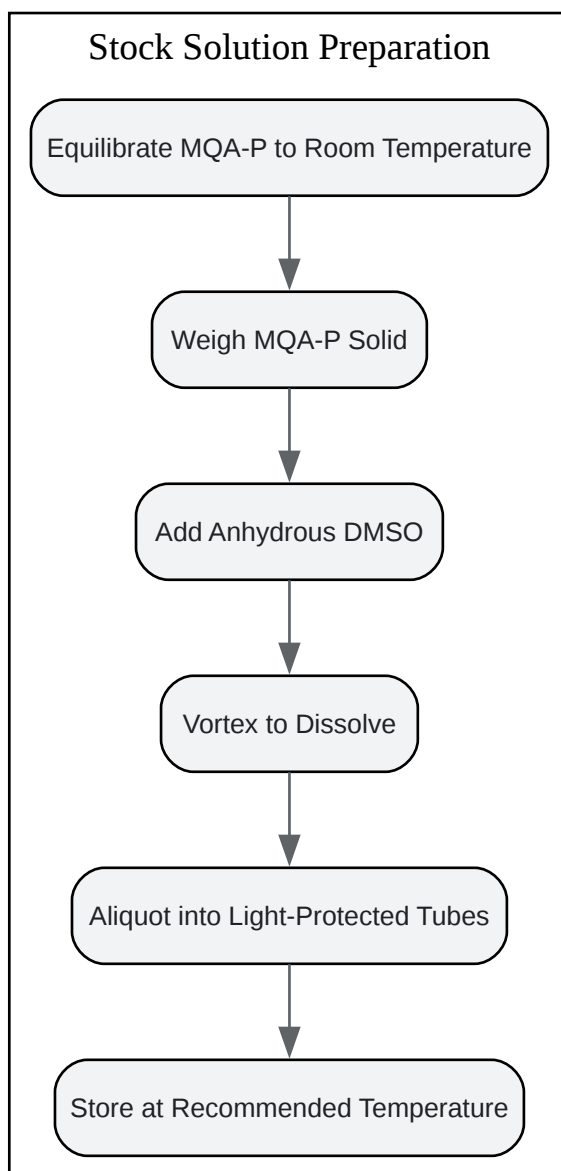 Stock Solution Preparation
Equilibrate MQA-P to Room Temperature
Weigh MQA-P Solid
Add Anhydrous DMSO
Vortex to Dissolve
Aliquot into Light-Protected Tubes
Store at Recommended Temperature